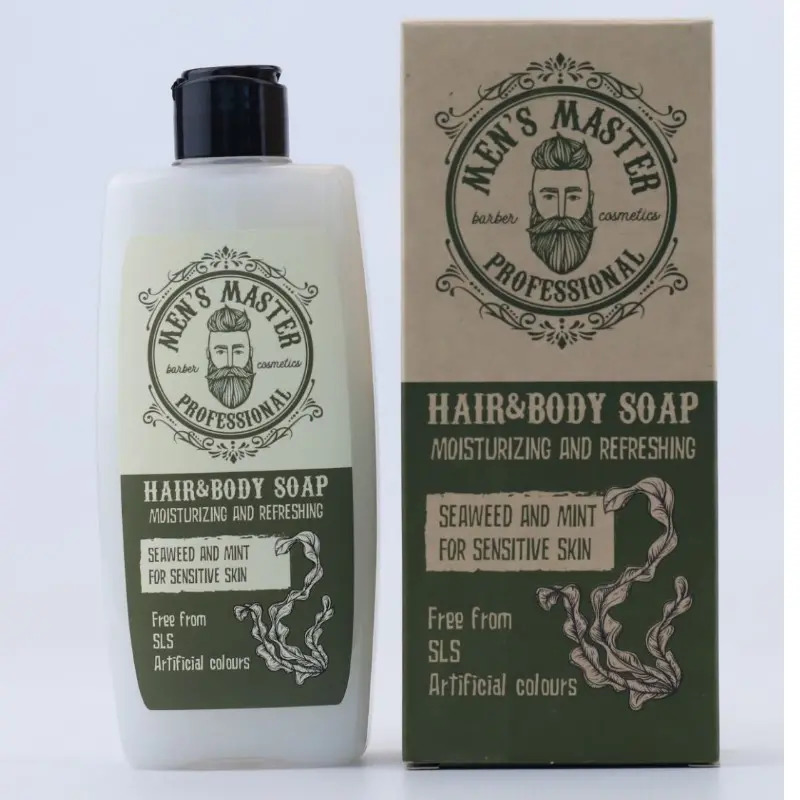 MEN'S MASTER
barber cosmetics
PROFESSIONAL
HAIR&BODY SOAP
MOISTURIZING AND REFRESHING
SEAWEED AND MINT
FOR SENSITIVE SKIN
Free from
SLS
Artificial colours
MEN'S MASTER
barber cosmetics
PROFESSIONAL
HAIR&BODY SOAP
MOISTURIZING AND REFRESHING
SEAWEED AND MINT
FOR SENSITIVE SKIN
Free from
SLS
Artificial colours